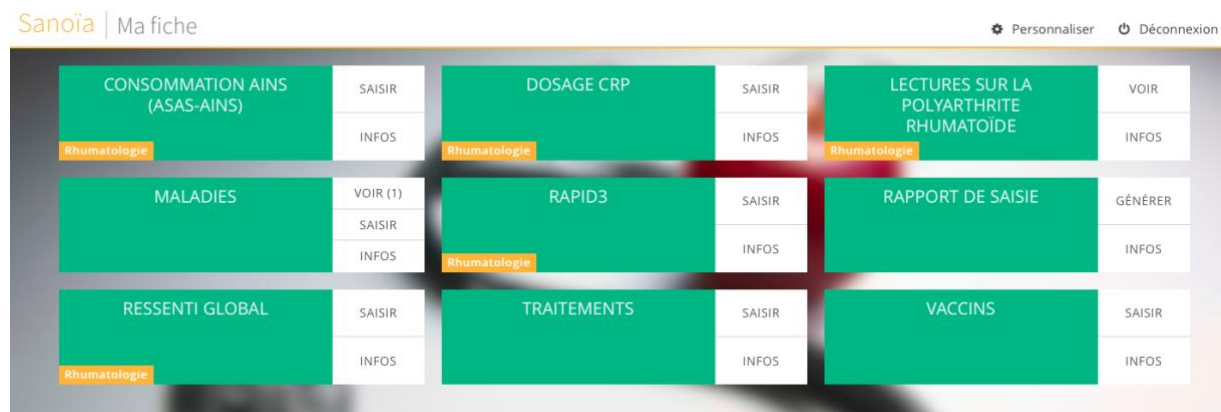 Sanoïa | Ma fiche
Personnaliser
Déconnexion
CONSOMMATION AINS
(ASAS-AINS)
Rhumatologie
SAISIR
INFOS
DOSAGE CRP
Rhumatologie
SAISIR
INFOS
LECTURES SUR LA
POLYARTHRITE
RHUMATOÏDE
Rhumatologie
VOIR
INFOS
MALADIES
VOIR (1)
SAISIR
INFOS
RAPID3
Rhumatologie
SAISIR
INFOS
RAPPORT DE SAISIE
GÉNÉRER
INFOS
RESSENTI GLOBAL
Rhumatologie
SAISIR
INFOS
TRAITEMENTS
SAISIR
INFOS
VACCINS
SAISIR
INFOS